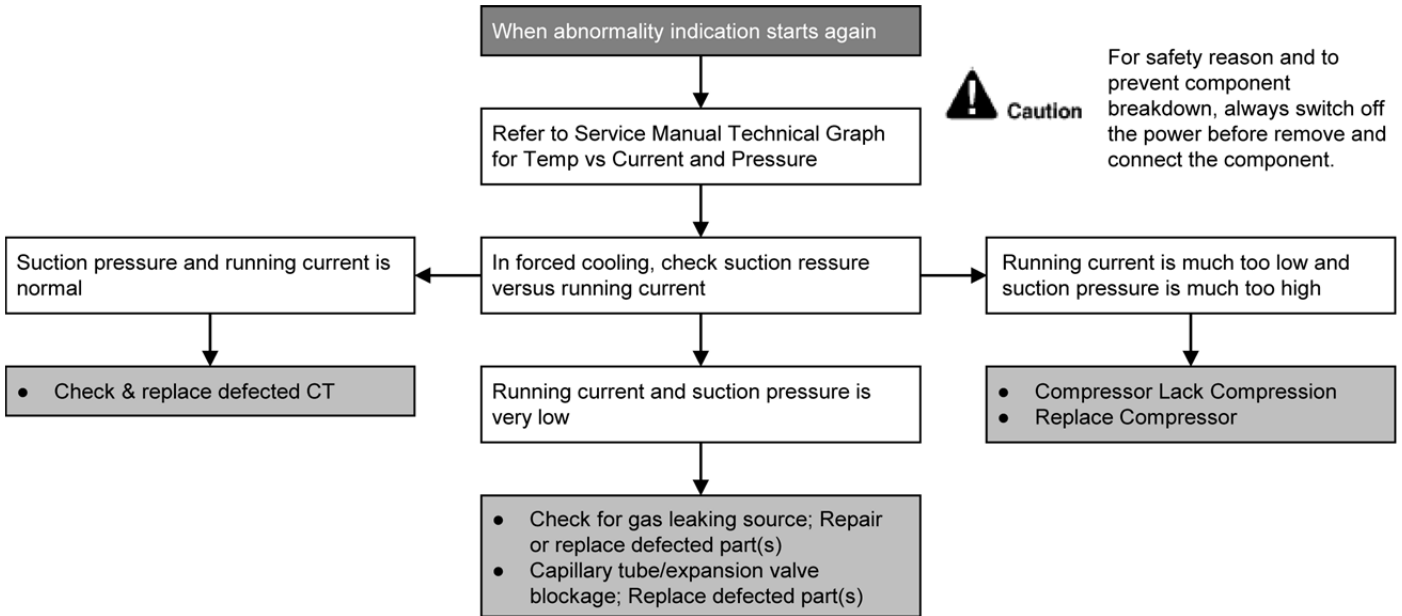 When abnormality indication starts again
For safety reason and to
prevent component
breakdown, always switch off
the power before remove and
connect the component.
Caution
Refer to Service Manual Technical Graph
for Temp vs Current and Pressure
Suction pressure and running current is
normal
In forced cooling, check suction ressure
versus running current
Running current is much too low and
suction pressure is much too high
● Check & replace defected CT
Running current and suction pressure is
very low
● Compressor Lack Compression
● Replace Compressor
● Check for gas leaking source; Repair
or replace defected part(s)
● Capillary tube/expansion valve
blockage; Replace defected part(s)